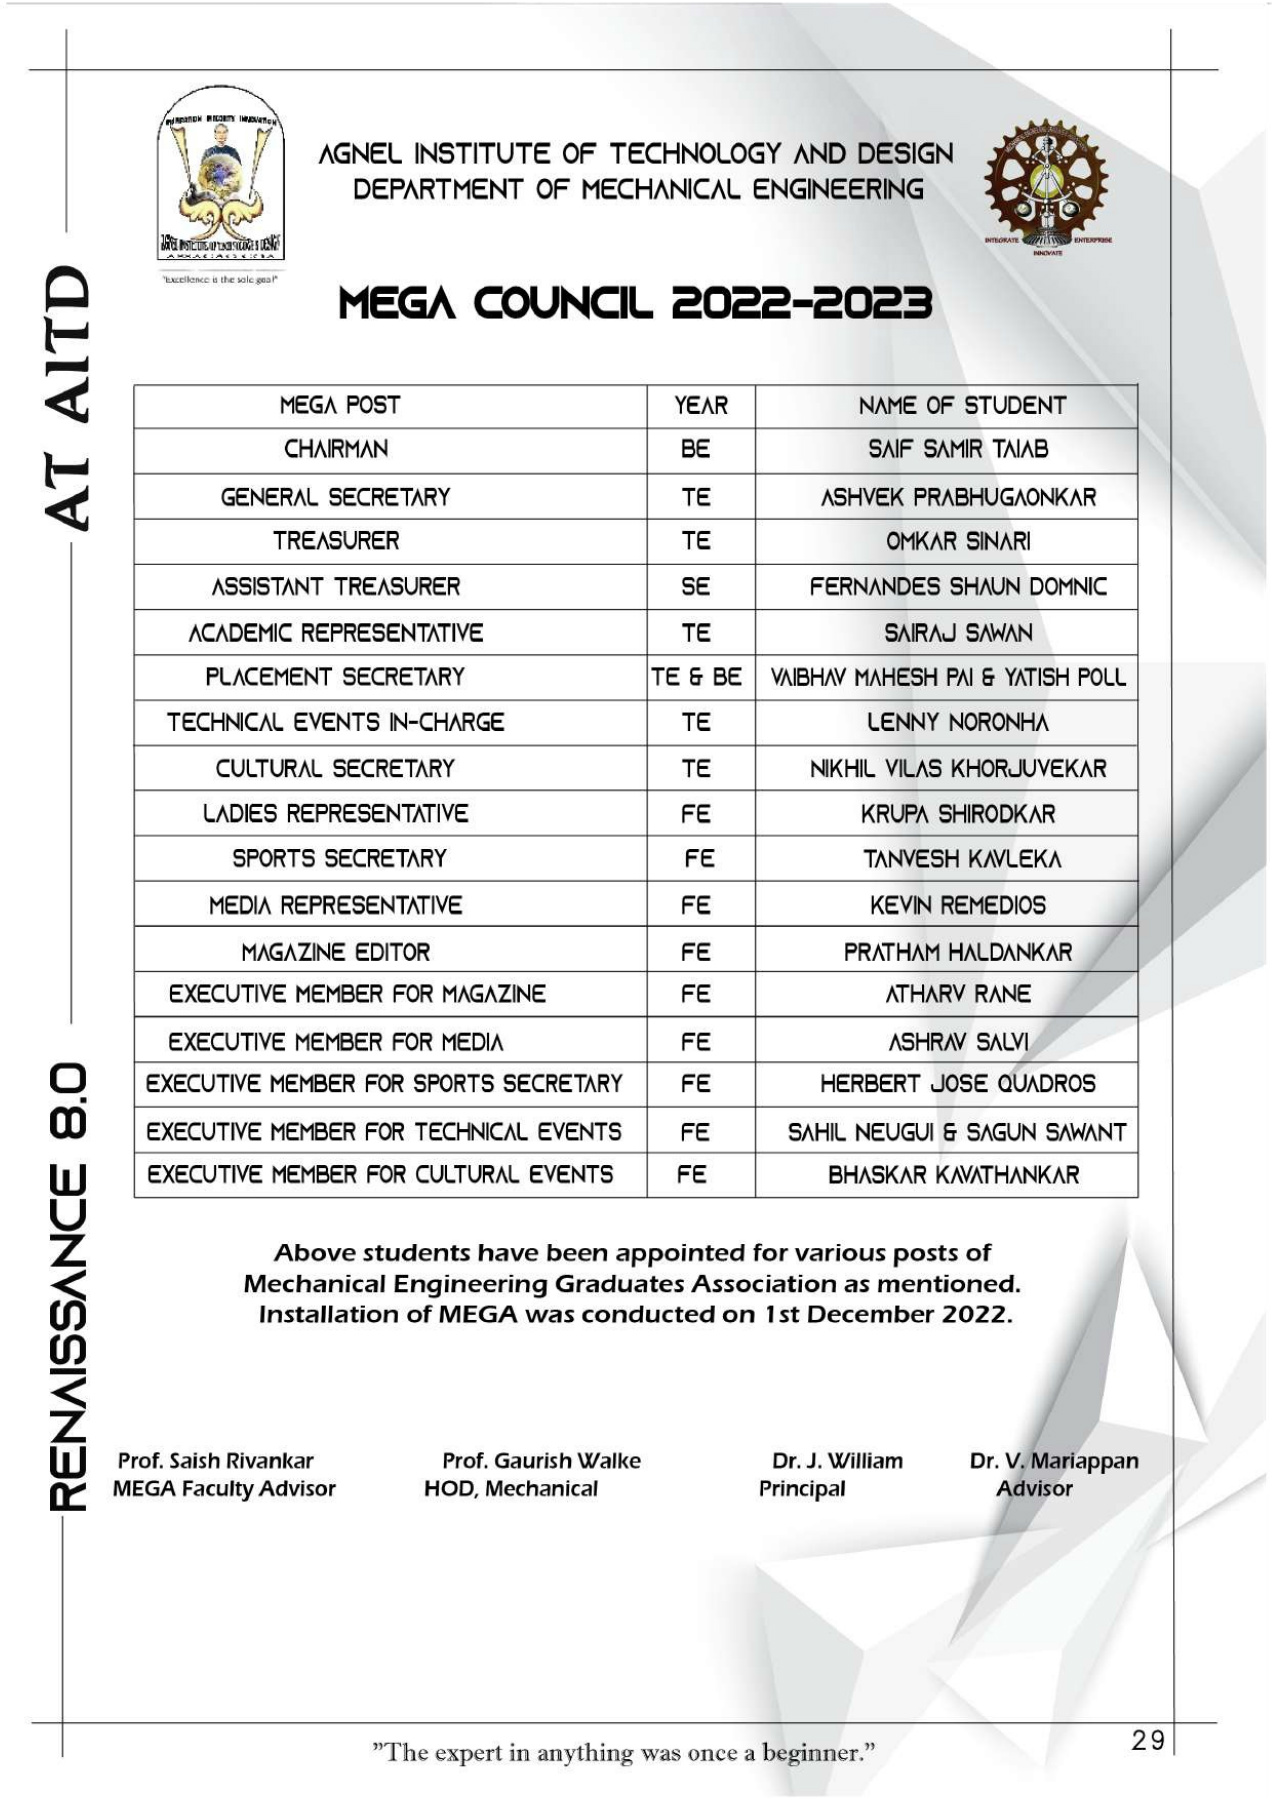 AGNEL INSTITUTE OF TECHNOLOGY AND DESIGN
DEPARTMENT OF MECHANICAL ENGINEERING
"Excellence is the sole goal"
INTEGRATE ENTERPRISE
INNOVATE
MEGA COUNCIL 2022-2023
MEGA POST YEAR NAME OF STUDENT
CHAIRMAN BE SAIF SAMIR TAIAB
GENERAL SECRETARY TE ASHVEK PRABHUGAONKAR
TREASURER TE OMKAR SINARI
ASSISTANT TREASURER SE FERNANDES SHAUN DOMNIC
ACADEMIC REPRESENTATIVE TE SAIRAJ SAWAN
PLACEMENT SECRETARY TE & BE VAIBHAV MAHESH PAI & YATISH POLL
TECHNICAL EVENTS IN-CHARGE TE LENNY NORONHA
CULTURAL SECRETARY TE NIKHIL VILAS KHORJUVEKAR
LADIES REPRESENTATIVE FE KRUPA SHIRODKAR
SPORTS SECRETARY FE TANVESH KAVLEKA
MEDIA REPRESENTATIVE FE KEVIN REMEDIOS
MAGAZINE EDITOR FE PRATHAM HALDANKAR
EXECUTIVE MEMBER FOR MAGAZINE FE ATHARV RANE
EXECUTIVE MEMBER FOR MEDIA FE ASHRAV SALVI
EXECUTIVE MEMBER FOR SPORTS SECRETARY FE HERBERT JOSE QUADROS
EXECUTIVE MEMBER FOR TECHNICAL EVENTS FE SAHIL NEUGUI & SAGUN SAWANT
EXECUTIVE MEMBER FOR CULTURAL EVENTS FE BHASKAR KAVATHANKAR
Above students have been appointed for various posts of
Mechanical Engineering Graduates Association as mentioned.
Installation of MEGA was conducted on 1st December 2022.
Prof. Saish Rivankar Prof. Gaurish Walke Dr. J. William Dr. V. Mariappan
MEGA Faculty Advisor HOD, Mechanical Principal Advisor
RENAISSANCE 8.0 AT AITD
"The expert in anything was once a beginner."
29